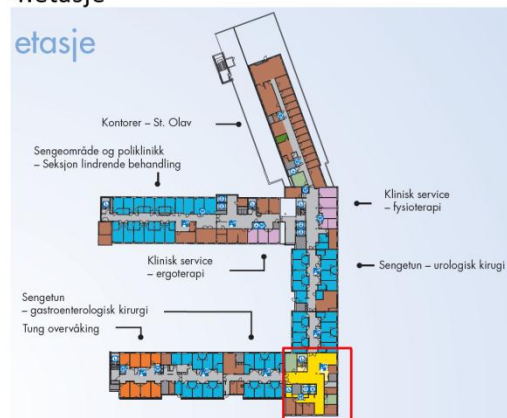 etasje
Kontorer – St. Olav
Sengeområde og poliklinikk
– Seksjon lindrende behandling
Klinisk service
– fysioterapi
Klinisk service
– ergoterapi
Sengetun – urologisk kirugi
Sengetun
– gastroenterologisk kirurgi
Tung overvåking